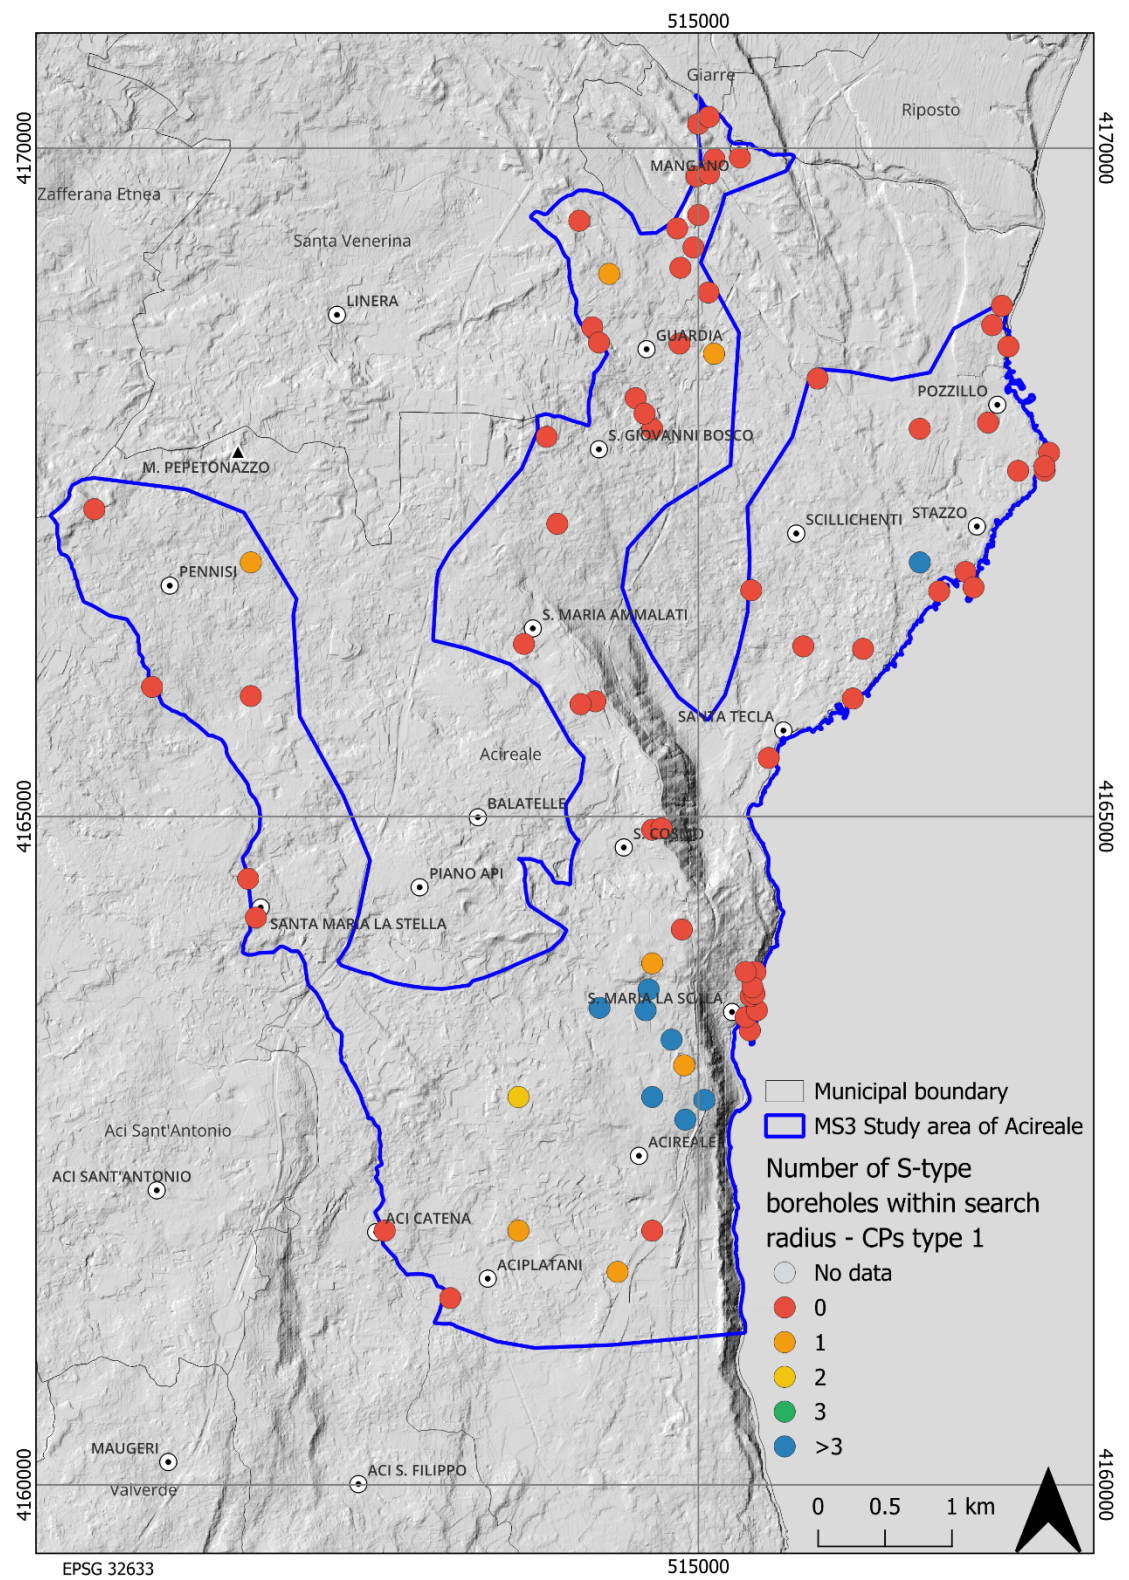 515000
Giarre
Riposto
4170000
4170000
MANGANO
Zafferana Etnea
Santa Venerina
LINERA
GUARDIA
POZZILLO
S. GIOVANNI BOSCO
M. PEPETONAZZO
SCILLICHENTI
STAZZO
PENNISI
S. MARIA AMMALATI
SANTA TECLA
Acireale
BALATELLE
4165000
4165000
S. COSMO
PIANO API
SANTA MARIA LA STELLA
S. MARIA LA SCALA
Municipal boundary
MS3 Study area of Acireale
Aci Sant'Antonio
ACIREALE
Number of S-type
boreholes within search
radius - CPs type 1
ACI SANT'ANTONIO
ACI CATENA
ACIPLATANI
No data
0
1
2
3
>3
MAUGERI
ACI S. FILIPPO
Valverde
4160000
4160000
0 0.5 1 km
EPSG 32633
515000